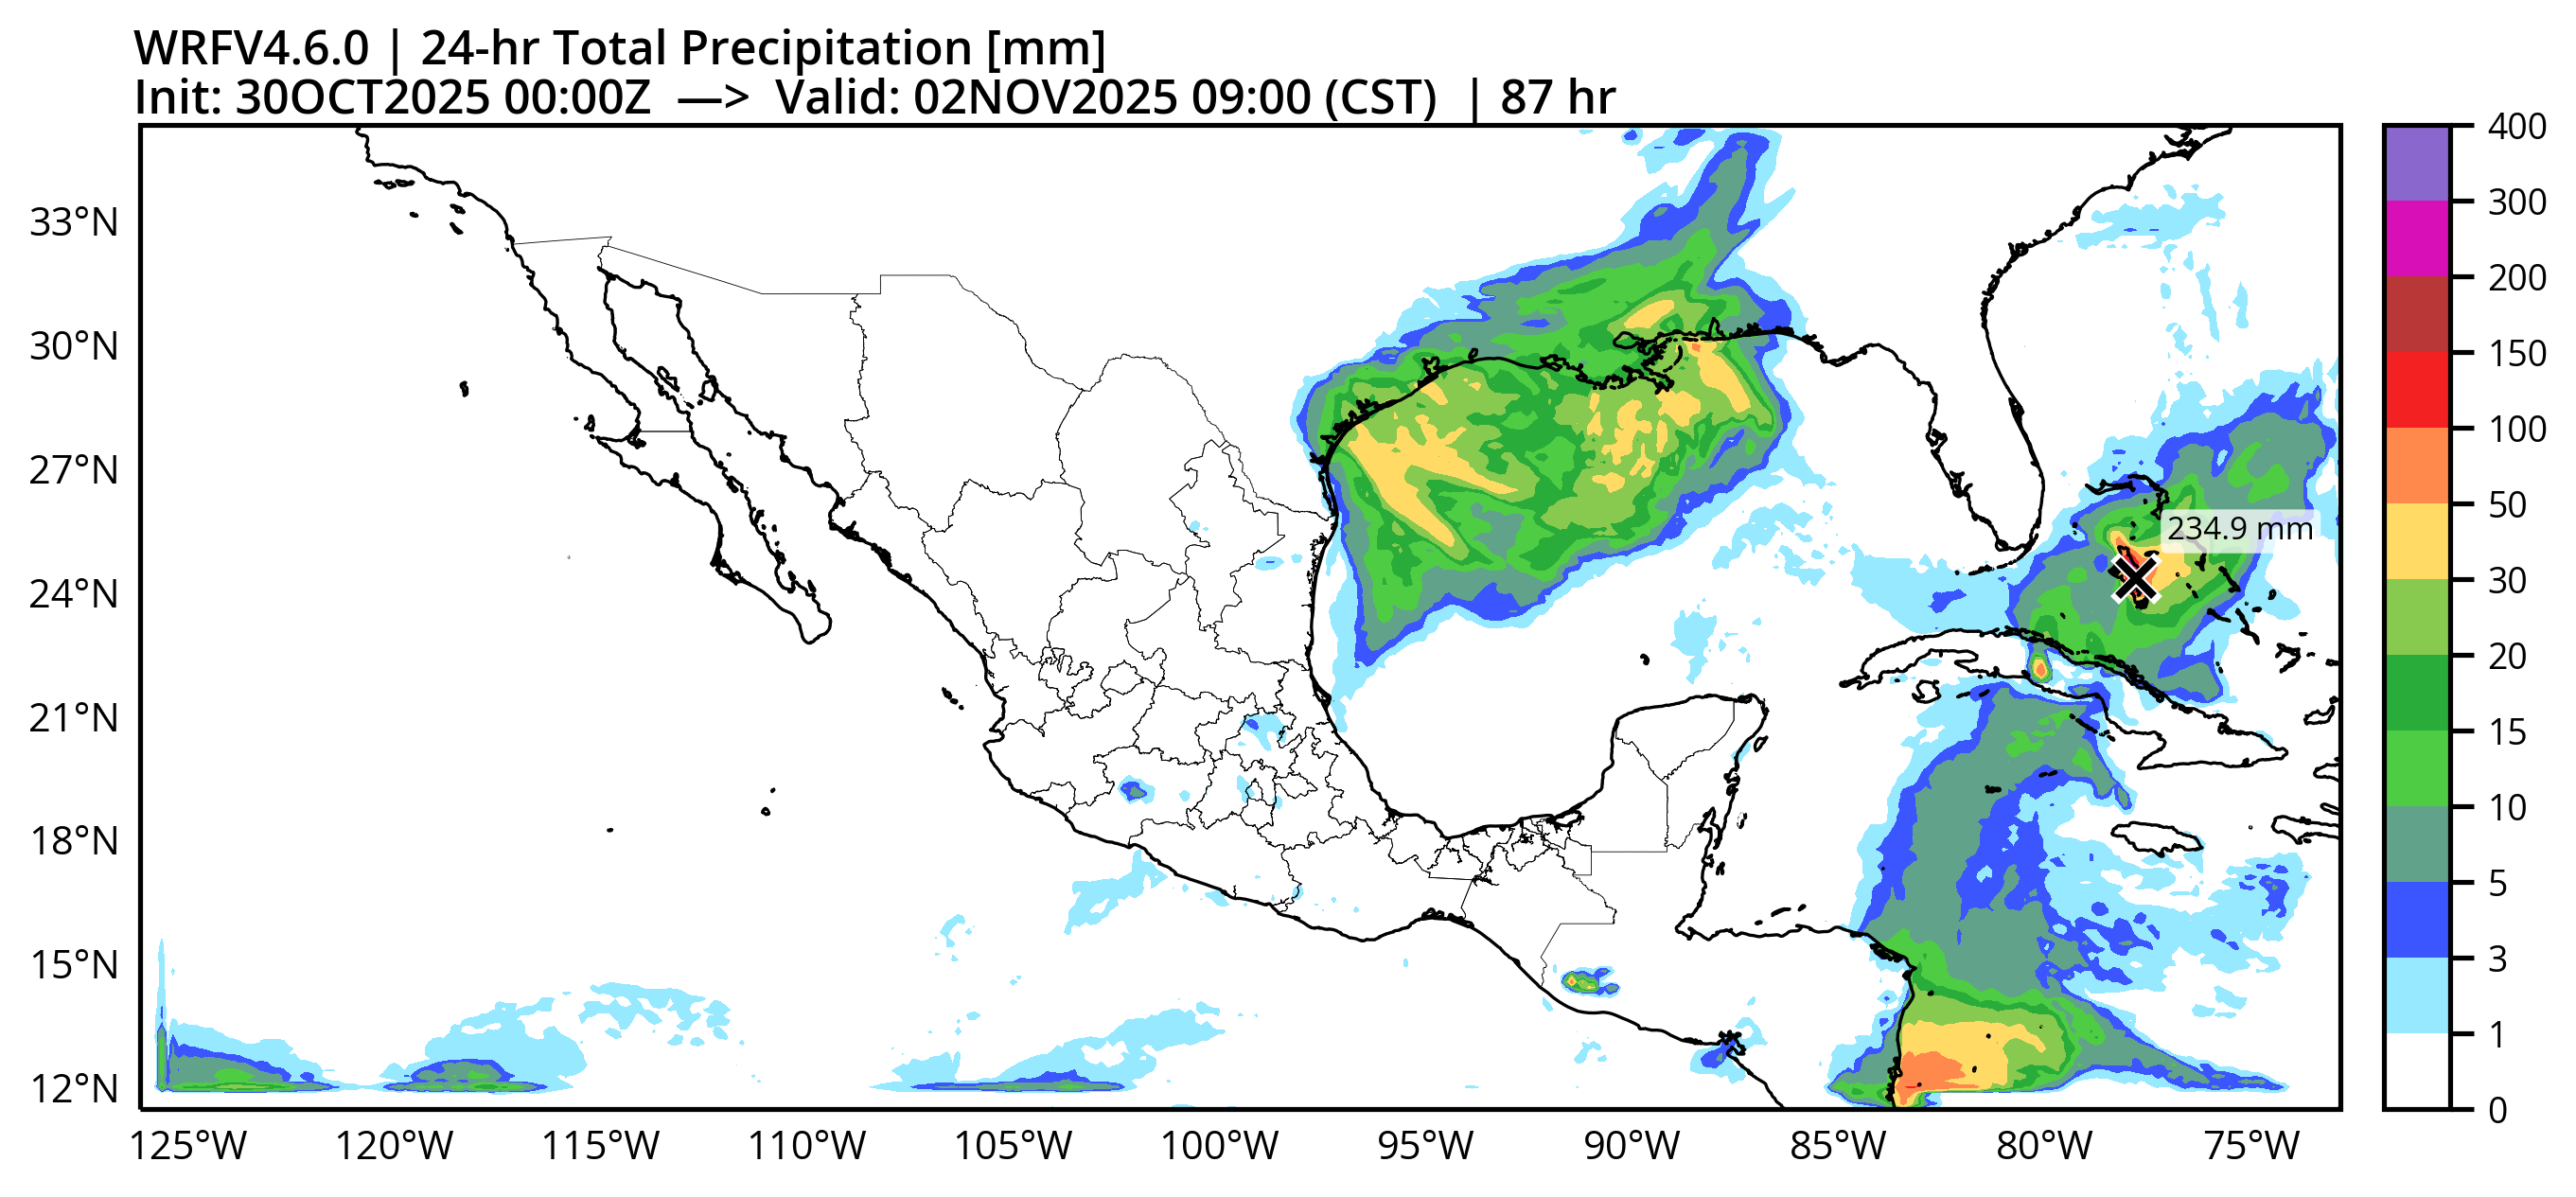 WRFV4.6.0 | 24-hr Total Precipitation [mm]
Init: 30OCT2025 00:00Z —> Valid: 02NOV2025 09:00 (CST) | 87 hr
33°N
30°N
27°N
24°N
21°N
18°N
15°N
12°N
234.9 mm
125°W
120°W
115°W
110°W
105°W
100°W
95°W
90°W
85°W
80°W
75°W
400
300
200
150
100
50
30
20
15
10
5
3
1
0